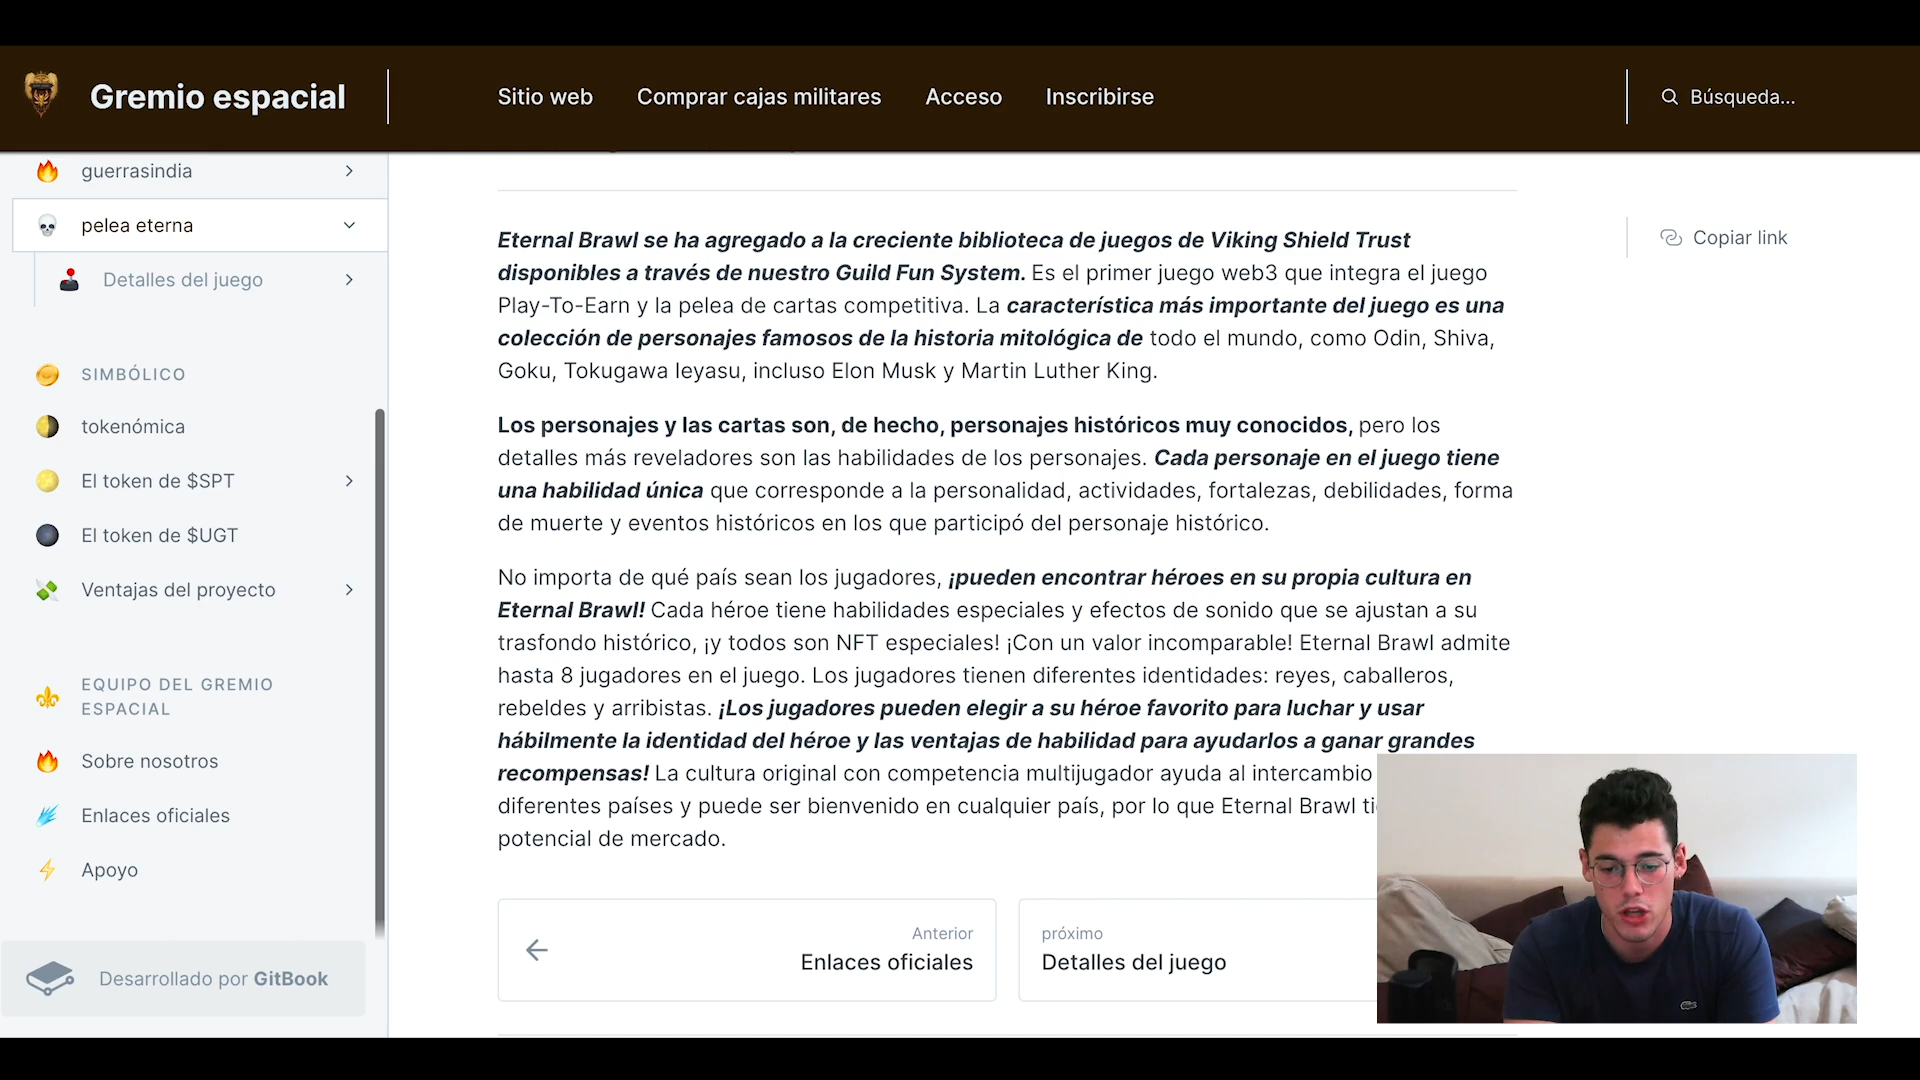 Gremio espacial
Sitio web
Comprar cajas militares
Acceso
Inscribirse
Búsqueda...
guerrasindia
pelea eterna
Detalles del juego
SIMBÓLICO
tokenómica
El token de $SPT
El token de $UGT
Ventajas del proyecto
EQUIPO DEL GREMIO
ESPACIAL
Sobre nosotros
Enlaces oficiales
Apoyo
Desarrollado por GitBook
Eternal Brawl se ha agregado a la creciente biblioteca de juegos de Viking Shield Trust
disponibles a través de nuestro Guild Fun System. Es el primer juego web3 que integra el juego
Play-To-Earn y la pelea de cartas competitiva. La característica más importante del juego es una
colección de personajes famosos de la historia mitológica de todo el mundo, como Odin, Shiva,
Goku, Tokugawa Ieyasu, incluso Elon Musk y Martin Luther King.
Los personajes y las cartas son, de hecho, personajes históricos muy conocidos, pero los
detalles más reveladores son las habilidades de los personajes. Cada personaje en el juego tiene
una habilidad única que corresponde a la personalidad, actividades, fortalezas, debilidades, forma
de muerte y eventos históricos en los que participó del personaje histórico.
No importa de qué país sean los jugadores, ¡pueden encontrar héroes en su propia cultura en
Eternal Brawl! Cada héroe tiene habilidades especiales y efectos de sonido que se ajustan a su
trasfondo histórico, ¡y todos son NFT especiales! ¡Con un valor incomparable! Eternal Brawl admite
hasta 8 jugadores en el juego. Los jugadores tienen diferentes identidades: reyes, caballeros,
rebeldes y arribistas. ¡Los jugadores pueden elegir a su héroe favorito para luchar y usar
hábilmente la identidad del héroe y las ventajas de habilidad para ayudarlos a ganar grandes
recompensas! La cultura original con competencia multijugador ayuda al intercambio
diferentes países y puede ser bienvenido en cualquier país, por lo que Eternal Brawl
potencial de mercado.
Anterior
Enlaces oficiales
próximo
Detalles del juego
Copiar link